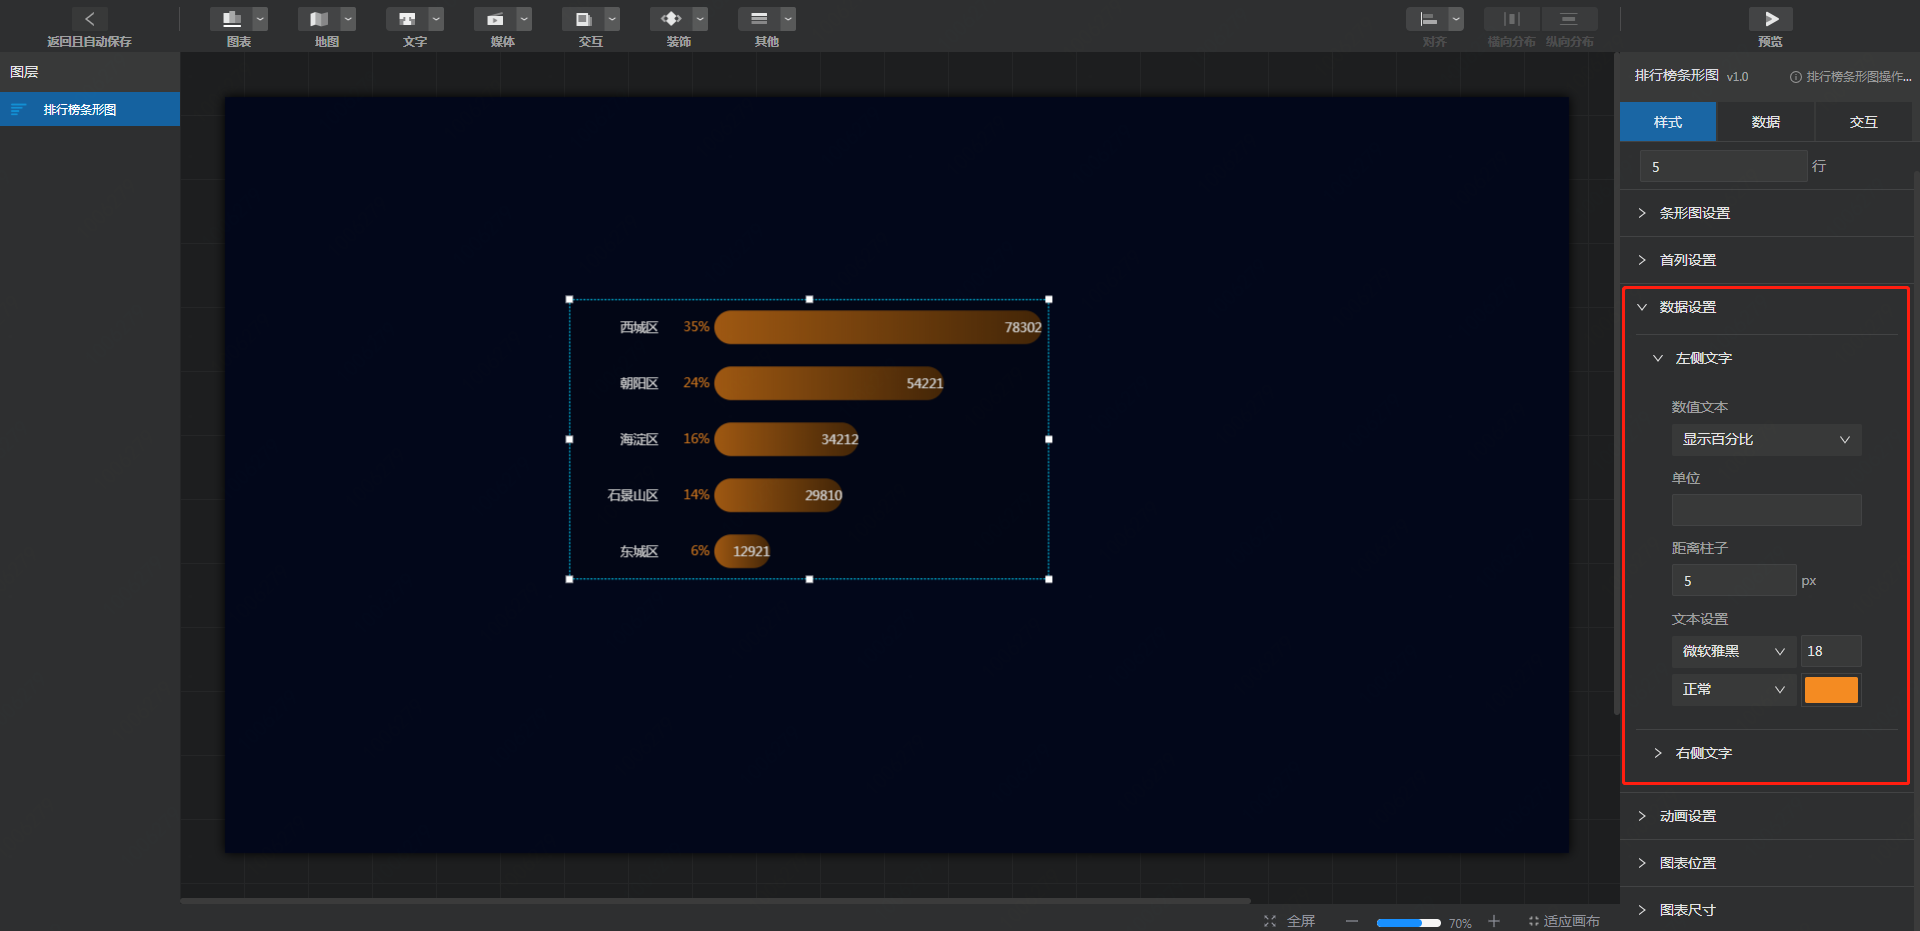 返回且自动保存
图表
地图
文字
媒体
交互
装饰
其他
对齐
横向分布
纵向分布
预览
图层
排行榜条形图
西城区 35% 78302
朝阳区 24% 54221
海淀区 16% 34212
石景山区 14% 29810
东城区 6% 12921
排行榜条形图 v1.0 排行榜条形图操作...
样式 数据 交互
5 行
条形图设置
首列设置
数据设置
左侧文字
数值文本
显示百分比
单位
距离柱子
5 px
文本设置
微软雅黑 18
正常
右侧文字
动画设置
图表位置
图表尺寸
全屏 70% 适应画布